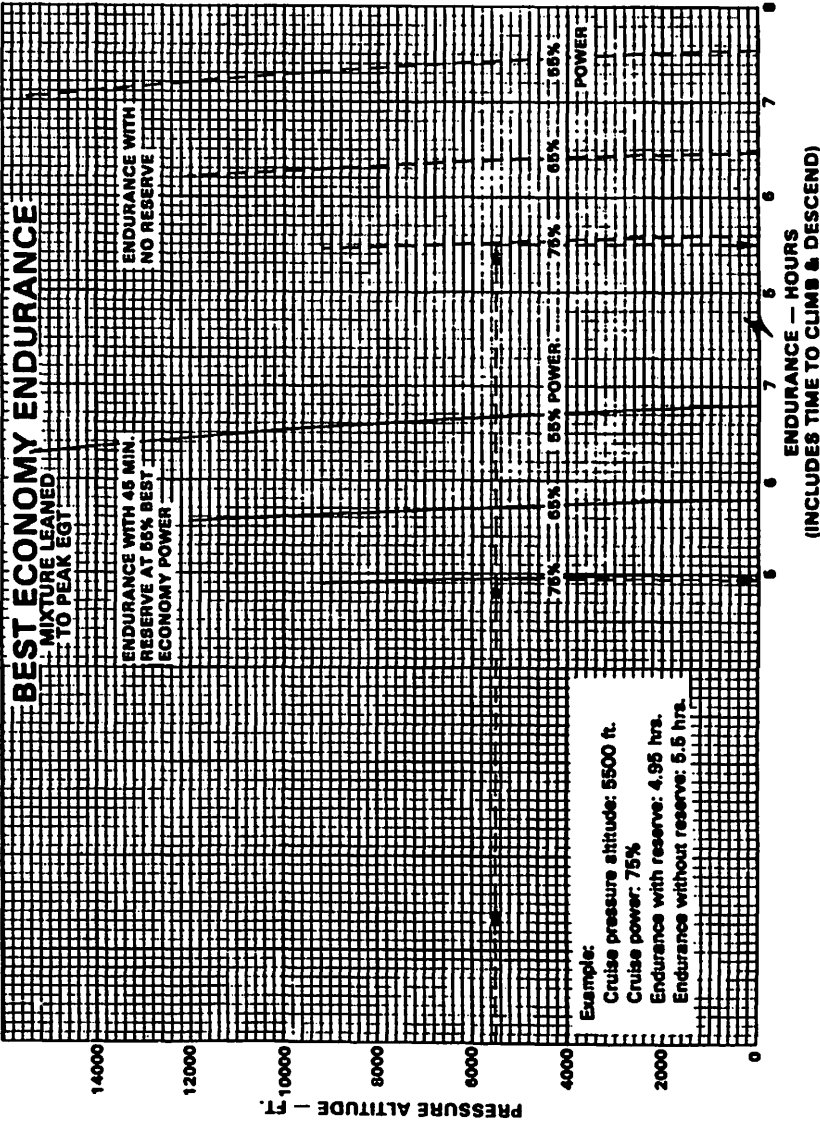 BEST ECONOMY ENDURANCE
MIXTURE LEANED
TO PEAK EGT
ENDURANCE WITH 45 MIN.
RESERVE AT 55% BEST
ECONOMY POWER
ENDURANCE WITH
NO RESERVE
PRESSURE ALTITUDE — FT.
14000
12000
10000
8000
6000
4000
2000
0
75%
65%
55% POWER
75%
65%
55%
POWER
Example:
Cruise pressure altitude: 5500 ft.
Cruise power: 75%
Endurance with reserve: 4.95 hrs.
Endurance without reserve: 5.5 hrs.
5
6
7
5
6
7
8
ENDURANCE — HOURS
(INCLUDES TIME TO CLIMB & DESCEND)